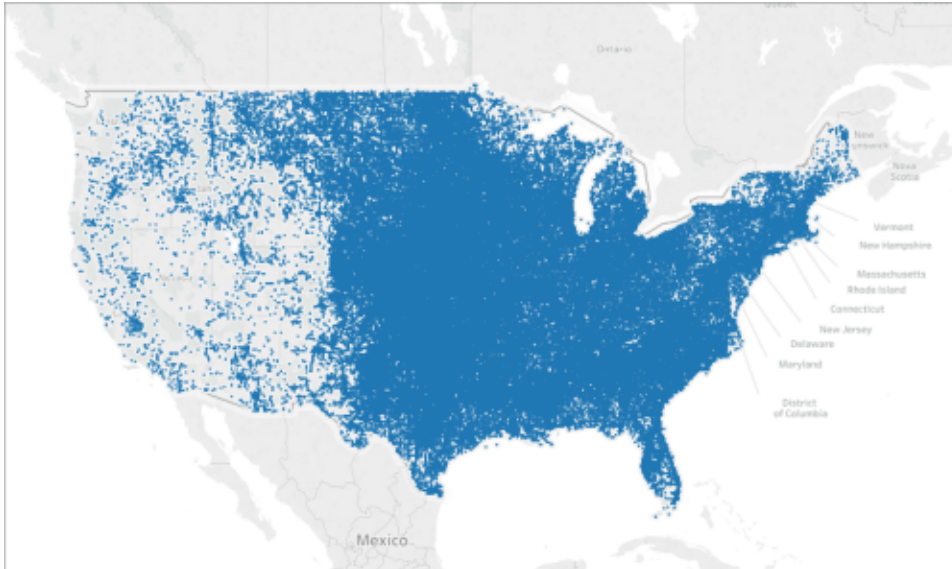 Ontario
New
Nova
Scotia
Vermont
New Hampshire
Massachusetts
Rhode Island
Connecticut
New Jersey
Delaware
Maryland
District
of Columbia
Mexico